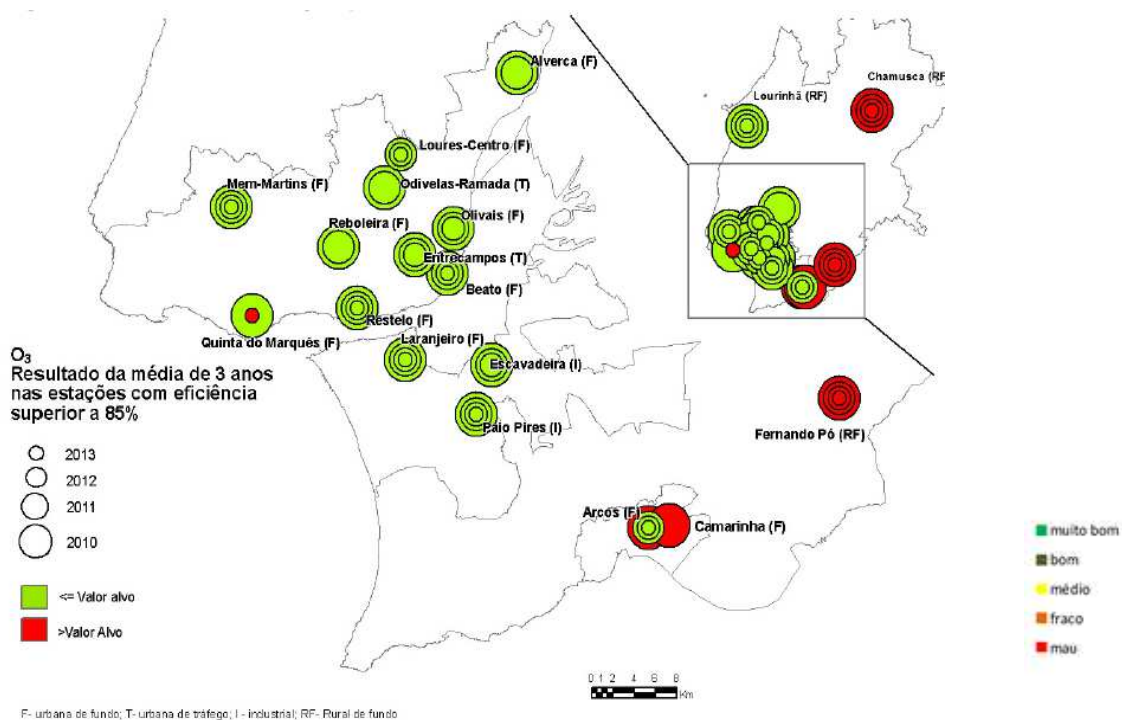 Alverca (F)
Chamusca (RF
Lourinhã (RF)
Loures-Centro (F)
Mem-Martins (F)
Odivelas-Ramada (T)
Olivais (F)
Reboleira (F)
Entrecampos (T)
Beato (F)
Restelo (F)
Quinta do Marquês (F)
Laranjeiro (F)
Escavadeira (I)
Paio Pires (I)
Fernando Pó (RF)
Arcos (F)
Camarinha (F)
O₃
Resultado da média de 3 anos
nas estações com eficiência
superior a 85%
2013
2012
2011
2010
<= Valor alvo
>Valor Alvo
muito bom
bom
médio
fraco
mau
0 1 2 4 6 8
Km
F- urbana de fundo; T- urbana de tráfego; I - industrial; RF- Rural de fundo